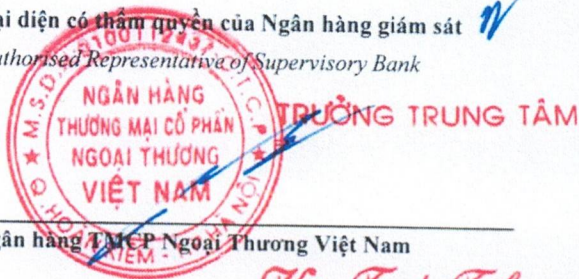 ại diện có thẩm quyền của Ngân hàng giám sát
uthorised Representative of Supervisory Bank
NGÂN HÀNG
THƯƠNG MẠI CỔ PHẦN
NGOẠI THƯƠNG
VIỆT NAM
TRƯỞNG TRUNG TÂM
gân hàng TMCP Ngoại Thương Việt Nam